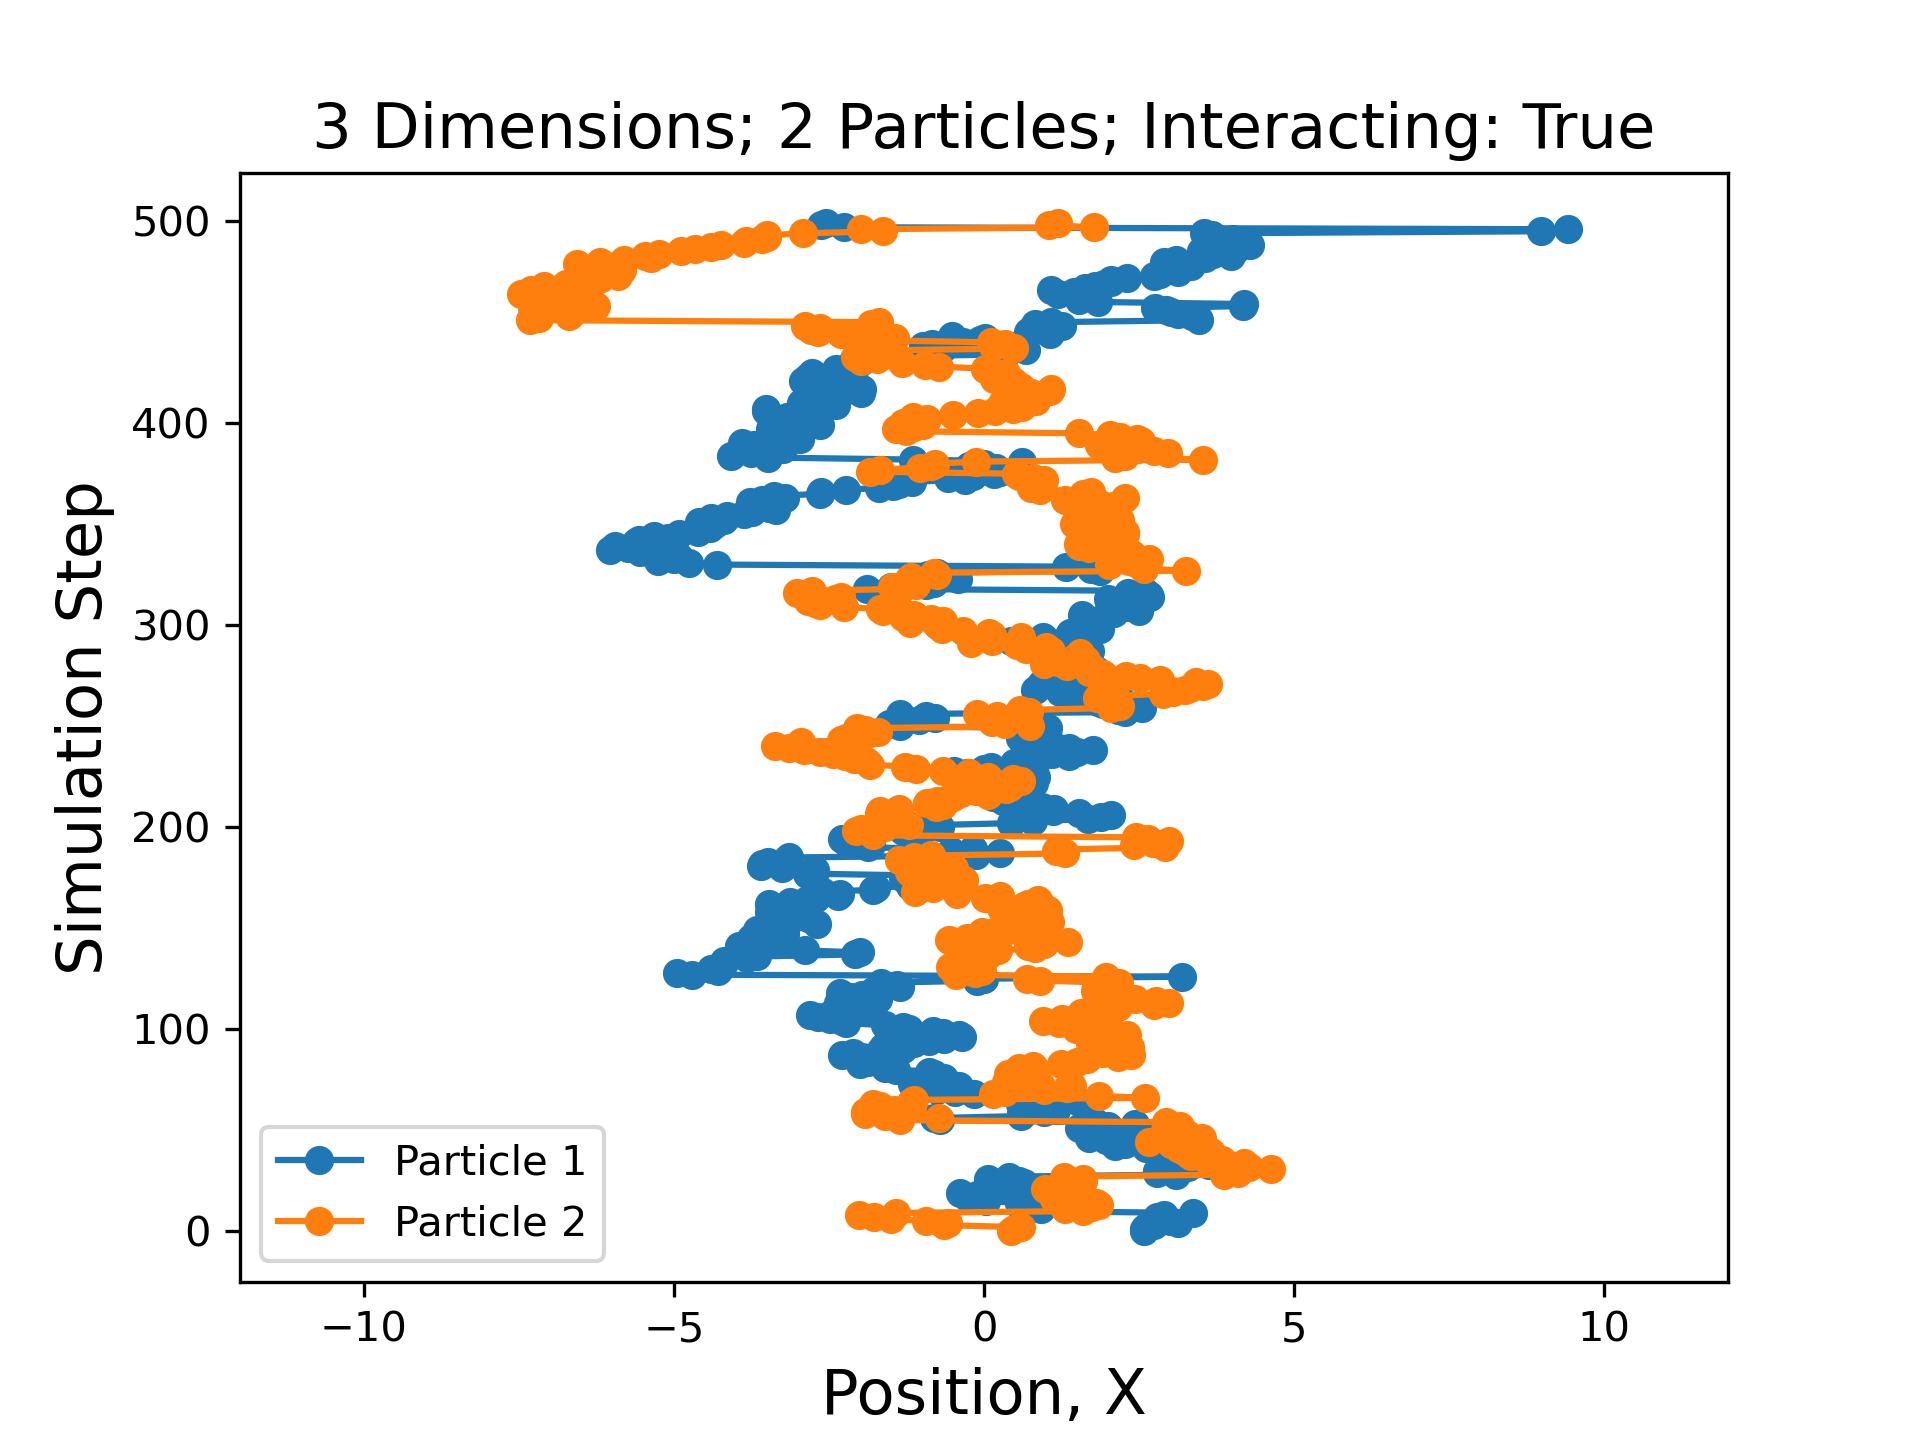 3 Dimensions; 2 Particles; Interacting: True
Simulation Step
500
400
300
200
100
0
Particle 1
Particle 2
−10
−5
0
5
10
Position, X